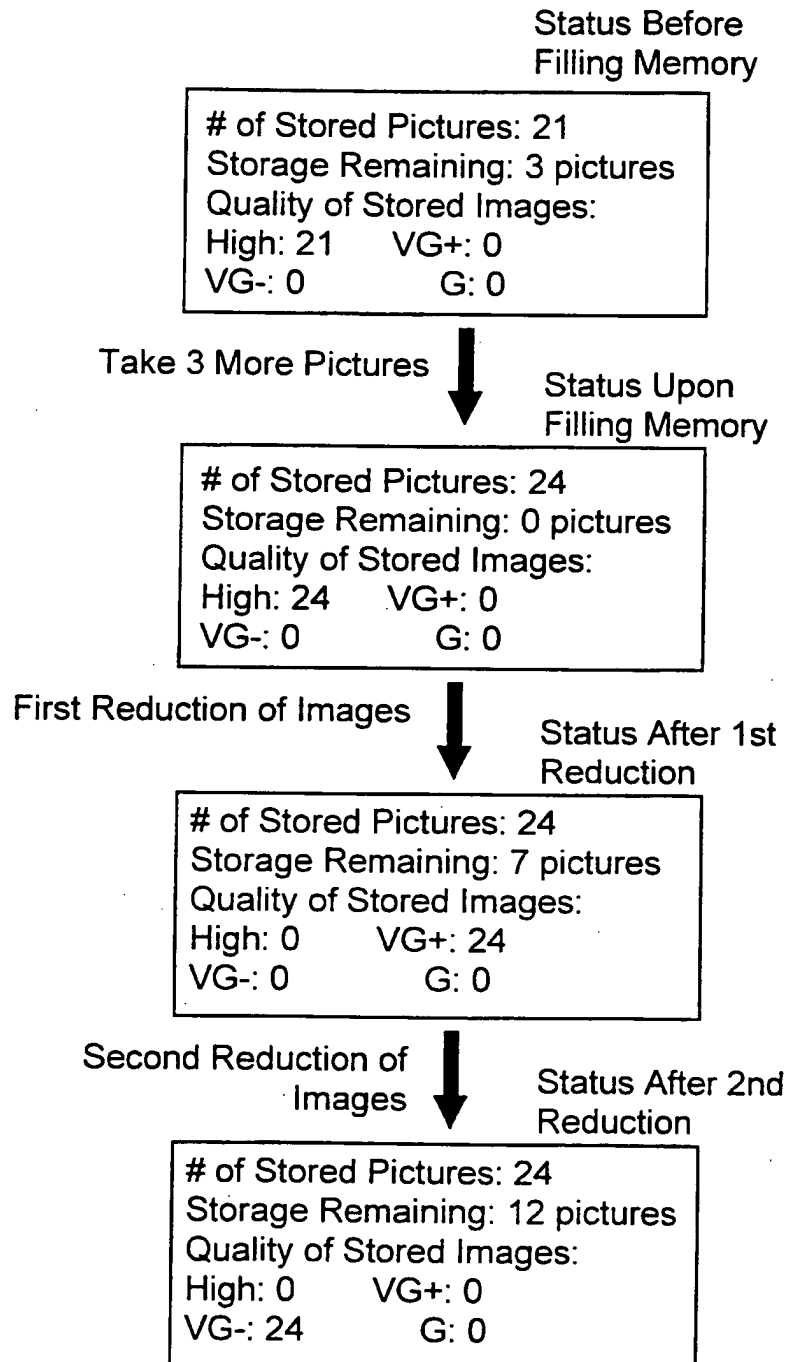 Status Before
Filling Memory
# of Stored Pictures: 21
Storage Remaining: 3 pictures
Quality of Stored Images:
High: 21 VG+: 0
VG-: 0 G: 0
Take 3 More Pictures
Status Upon
Filling Memory
# of Stored Pictures: 24
Storage Remaining: 0 pictures
Quality of Stored Images:
High: 24 VG+: 0
VG-: 0 G: 0
First Reduction of Images
Status After 1st
Reduction
# of Stored Pictures: 24
Storage Remaining: 7 pictures
Quality of Stored Images:
High: 0 VG+: 24
VG-: 0 G: 0
Second Reduction of
Images
Status After 2nd
Reduction
# of Stored Pictures: 24
Storage Remaining: 12 pictures
Quality of Stored Images:
High: 0 VG+: 0
VG-: 24 G: 0